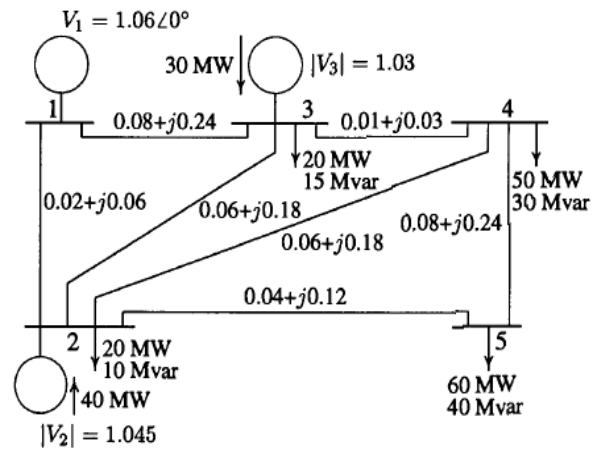 V₁ = 1.06∠0°
30 MW
|V₃| = 1.03
1
0.08+j0.24
3
0.01+j0.03
4
20 MW
15 Mvar
50 MW
30 Mvar
0.02+j0.06
0.06+j0.18
0.06+j0.18
0.08+j0.24
0.04+j0.12
2
20 MW
10 Mvar
5
40 MW
60 MW
40 Mvar
|V₂| = 1.045